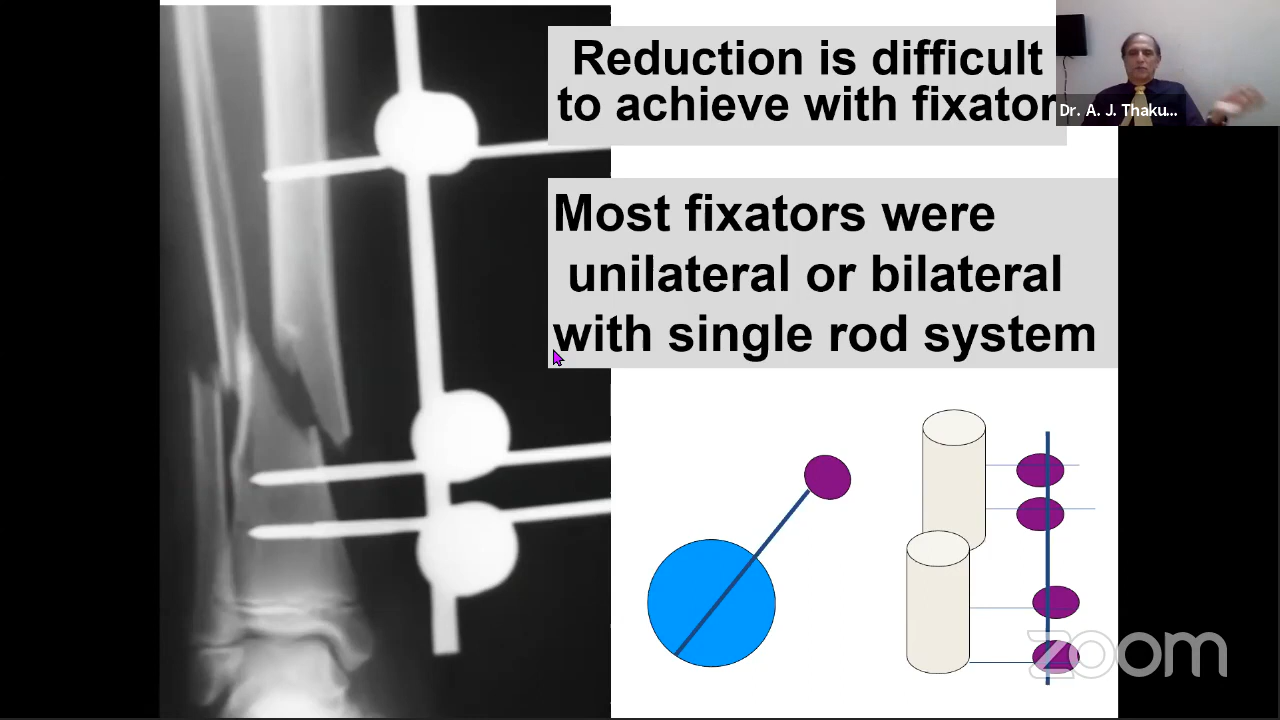 Reduction is difficult
to achieve with fixator
Dr. A. J. Thaku...
Most fixators were
unilateral or bilateral
with single rod system
zoom